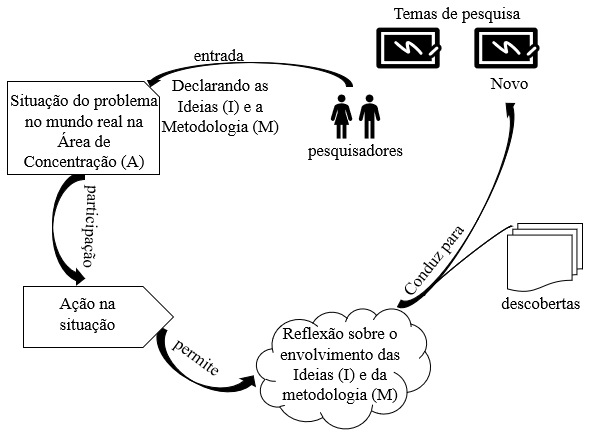 Temas de pesquisa
entrada
Novo
Declarando as
Ideias (I) e a
Metodologia (M)
Situação do problema
no mundo real na
Área de
Concentração (A)
pesquisadores
participação
Conduz para
descobertas
Ação na
situação
permite
Reflexão sobre o
envolvimento das
Ideias (I) e da
metodologia (M)